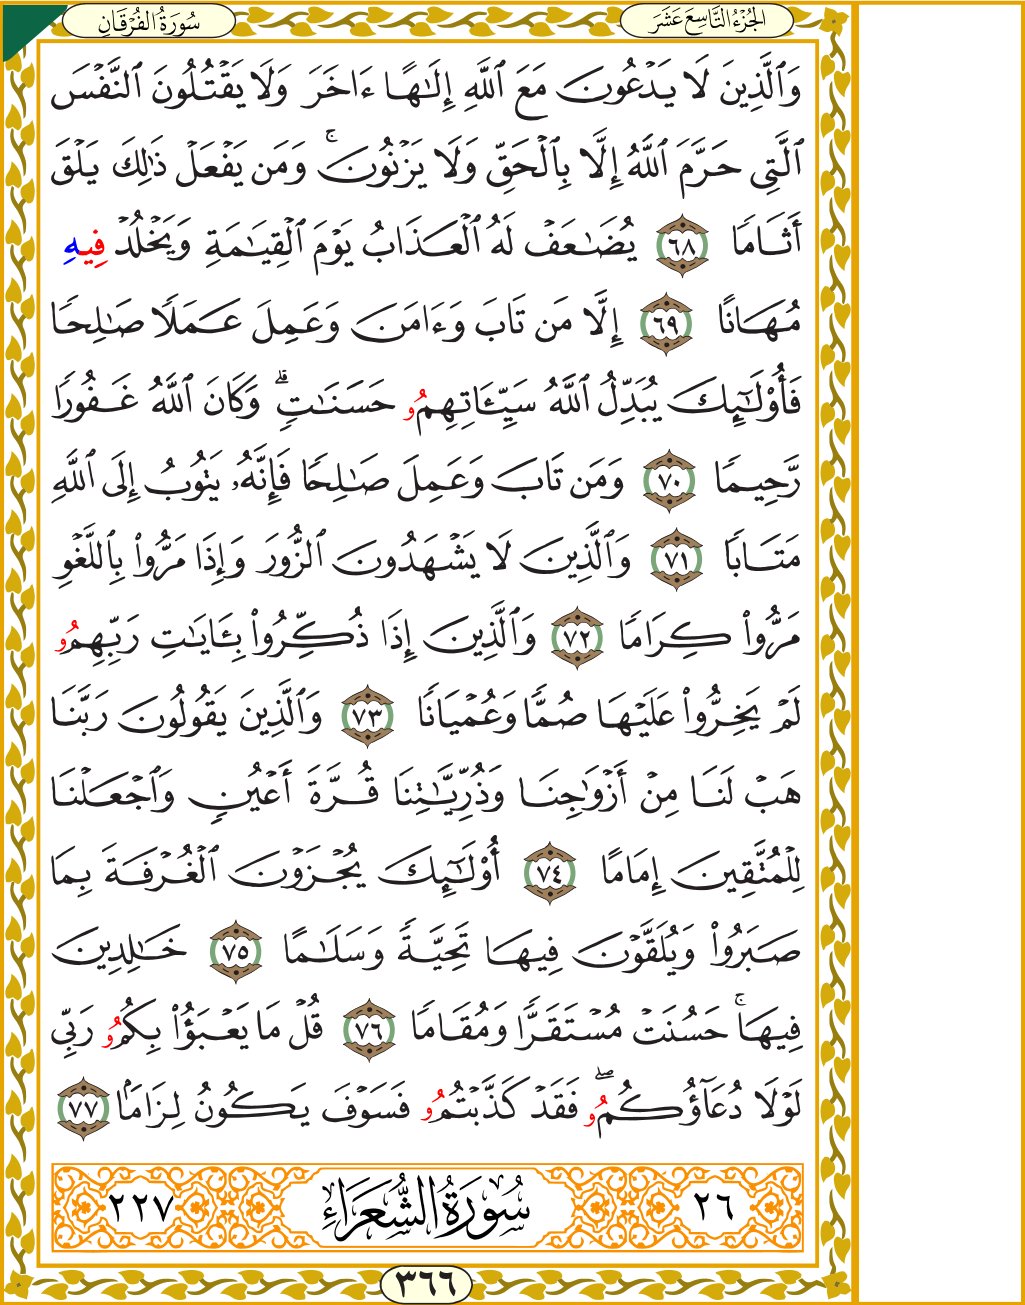 الجُزْءُ التَّاسِعَ عَشَرَ
سُورَةُ الفُرْقَانِ
وَٱلَّذِينَ لَا يَدْعُونَ مَعَ ٱللَّهِ إِلَٰهًا ءَاخَرَ وَلَا يَقْتُلُونَ ٱلنَّفْسَ
ٱلَّتِي حَرَّمَ ٱللَّهُ إِلَّا بِٱلْحَقِّ وَلَا يَزْنُونَ ۚ وَمَن يَفْعَلْ ذَٰلِكَ يَلْقَ
أَثَامًا ٦٨ يُضَٰعَفْ لَهُ ٱلْعَذَابُ يَوْمَ ٱلْقِيَٰمَةِ وَيَخْلُدْ فِيهِ
مُهَانًا ٦٩ إِلَّا مَن تَابَ وَءَامَنَ وَعَمِلَ عَمَلًا صَٰلِحًا
فَأُو۟لَٰٓئِكَ يُبَدِّلُ ٱللَّهُ سَيِّـَٔاتِهِمُۥ حَسَنَٰتٍ ۗ وَكَانَ ٱللَّهُ غَفُورًا
رَّحِيمًا ٧٠ وَمَن تَابَ وَعَمِلَ صَٰلِحًا فَإِنَّهُۥ يَتُوبُ إِلَى ٱللَّهِ
مَتَابًا ٧١ وَٱلَّذِينَ لَا يَشْهَدُونَ ٱلزُّورَ وَإِذَا مَرُّوا۟ بِٱللَّغْوِ
مَرُّوا۟ كِرَامًا ٧٢ وَٱلَّذِينَ إِذَا ذُكِّرُوا۟ بِـَٔايَٰتِ رَبِّهِمُۥ
لَمْ يَخِرُّوا۟ عَلَيْهَا صُمًّا وَعُمْيَانًا ٧٣ وَٱلَّذِينَ يَقُولُونَ رَبَّنَا
هَبْ لَنَا مِنْ أَزْوَٰجِنَا وَذُرِّيَّٰتِنَا قُرَّةَ أَعْيُنٍ وَٱجْعَلْنَا
لِلْمُتَّقِينَ إِمَامًا ٧٤ أُو۟لَٰٓئِكَ يُجْزَوْنَ ٱلْغُرْفَةَ بِمَا
صَبَرُوا۟ وَيُلَقَّوْنَ فِيهَا تَحِيَّةً وَسَلَٰمًا ٧٥ خَٰلِدِينَ
فِيهَا ۚ حَسُنَتْ مُسْتَقَرًّا وَمُقَامًا ٧٦ قُلْ مَا يَعْبَؤُا۟ بِكُمُۥ رَبِّي
لَوْلَا دُعَآؤُكُمُۥ ۖ فَقَدْ كَذَّبْتُمُۥ فَسَوْفَ يَكُونُ لِزَامًا ٧٧
٢٦ سُورَةُ الشُّعَرَاءِ ٢٢٧
٣٦٦